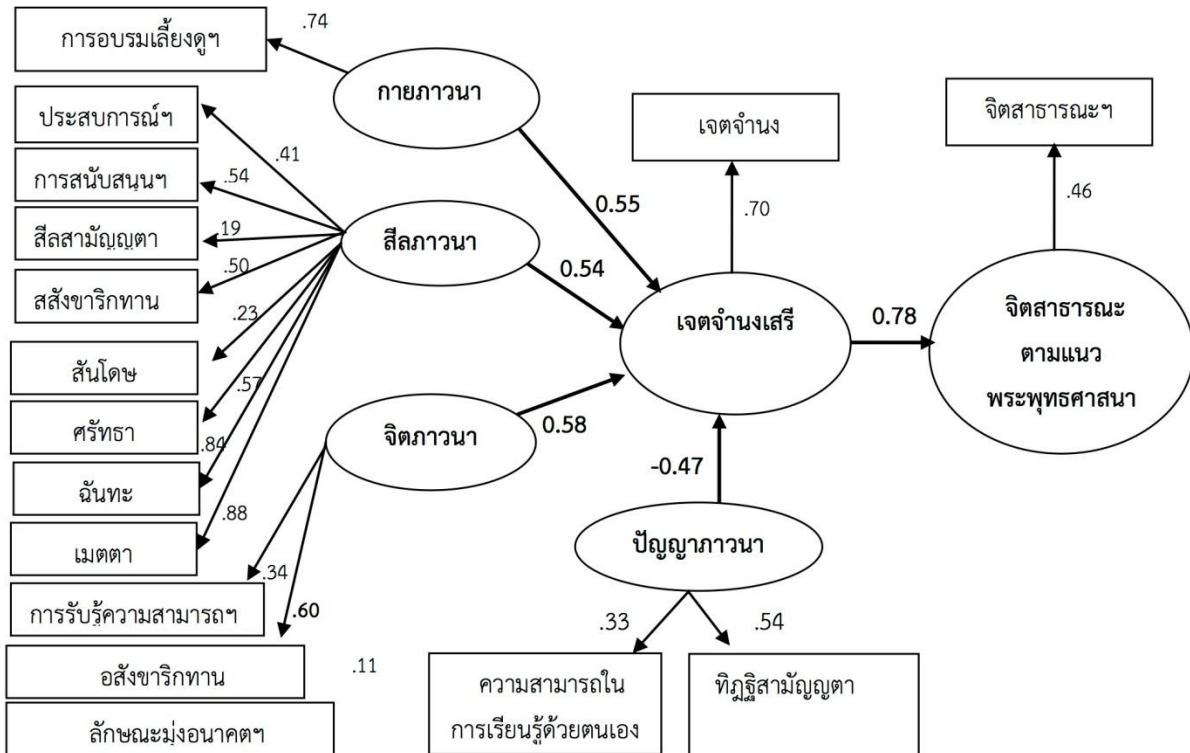 การอบรมเลี้ยงดูฯ
.74
กายภาวนา
ประสบการณ์ฯ
.41
การสนับสนุนฯ
.54
สีลสามัญญตา
.19
สสังขาริกทาน
.50
สีลภาวนา
สันโดษ
.23
ศรัทธา
.57
ฉันทะ
.84
เมตตา
.88
การรับรู้ความสามารถฯ
.34
จิตภาวนา
.60
อสังขาริกทาน
.11
ลักษณะมุ่งอนาคตฯ
0.55
0.54
0.58
-0.47
เจตจำนง
.70
เจตจำนงเสรี
0.78
จิตสาธารณะฯ
.46
จิตสาธารณะ
ตามแนว
พระพุทธศาสนา
ปัญญาภาวนา
.33
.54
ความสามารถใน
การเรียนรู้ด้วยตนเอง
ทิฎฐิสามัญญตา